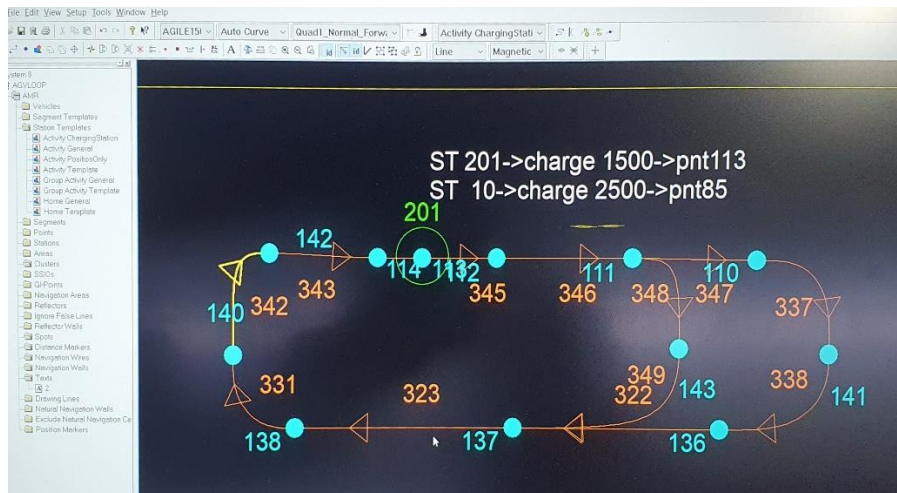 File Edit View Setup Tools Window Help
AGILE15I Auto Curve Quad1_Normal_Forw Activity ChargingStati
Line Magnetic
ystem 8
AGVLOOP
AMR
Vehicles
Segment Templates
Station Templates
Activity ChargingStation
Activity General
Activity PositionOnly
Activity Template
Group Activity General
Group Activity Template
Home General
Home Template
Segments
Points
Stations
Areas
Clusters
SSIOs
QI-Points
Navigation Areas
Reflectors
Ignore False Lines
Reflector Walls
Spots
Distance Markers
Navigation Wires
Navigation Walls
Texts
2
Drawing Lines
Natural Navigation Walls
Exclude Natural Navigation Ce
Position Markers
ST 201->charge 1500->pnt113
ST 10->charge 2500->pnt85
201
142
114 113 112 111 110
140 342 343 345 346 348 347 337
331 323 349 338
322 143 141
138 137 136